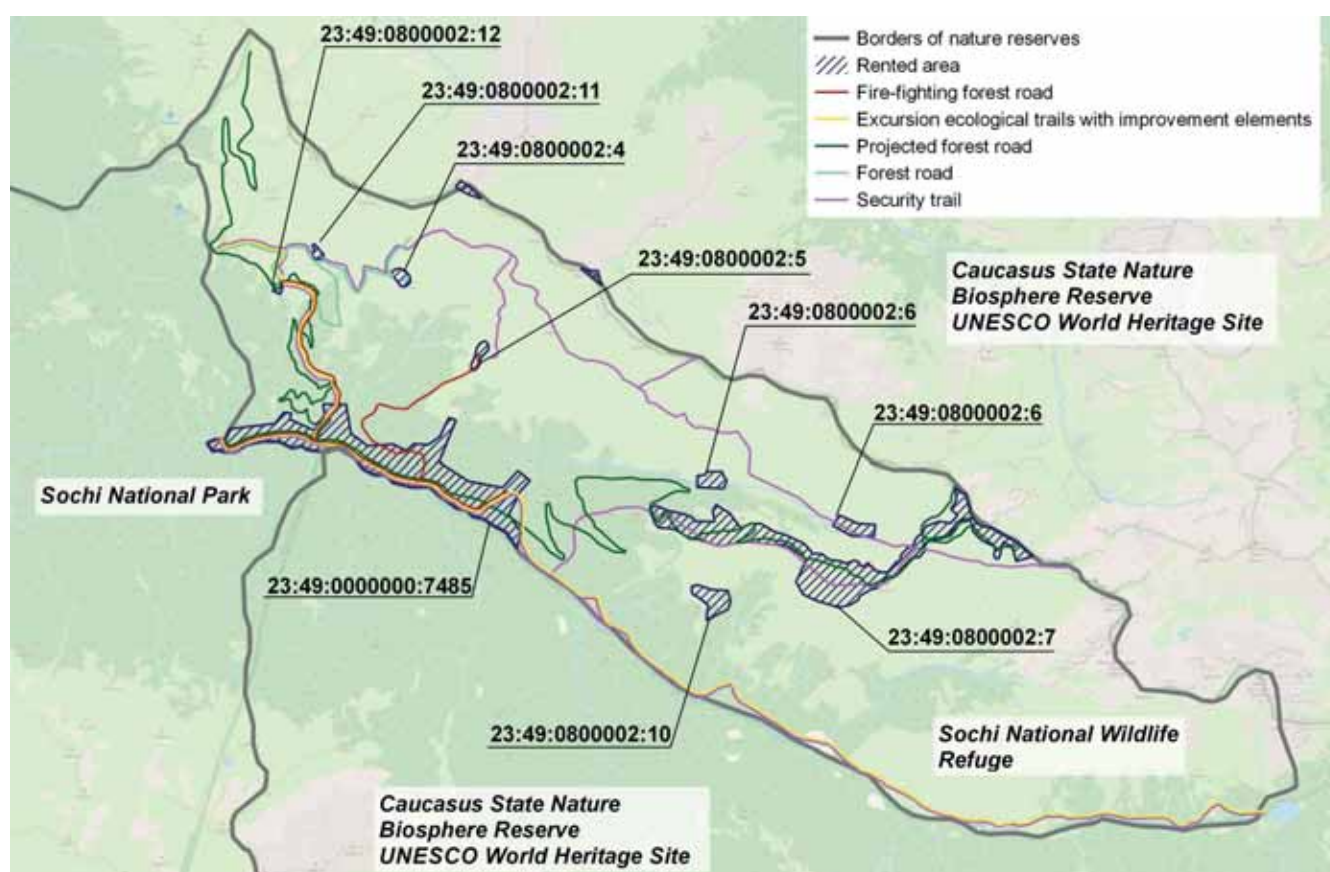 23:49:0800002:12
23:49:0800002:11
23:49:0800002:4
Borders of nature reserves
Rented area
Fire-fighting forest road
Excursion ecological trails with improvement elements
Projected forest road
Forest road
Security trail
23:49:0800002:5
Caucasus State Nature
Biosphere Reserve
UNESCO World Heritage Site
23:49:0800002:6
23:49:0800002:6
Sochi National Park
23:49:0000000:7485
23:49:0800002:7
23:49:0800002:10
Sochi National Wildlife
Refuge
Caucasus State Nature
Biosphere Reserve
UNESCO World Heritage Site